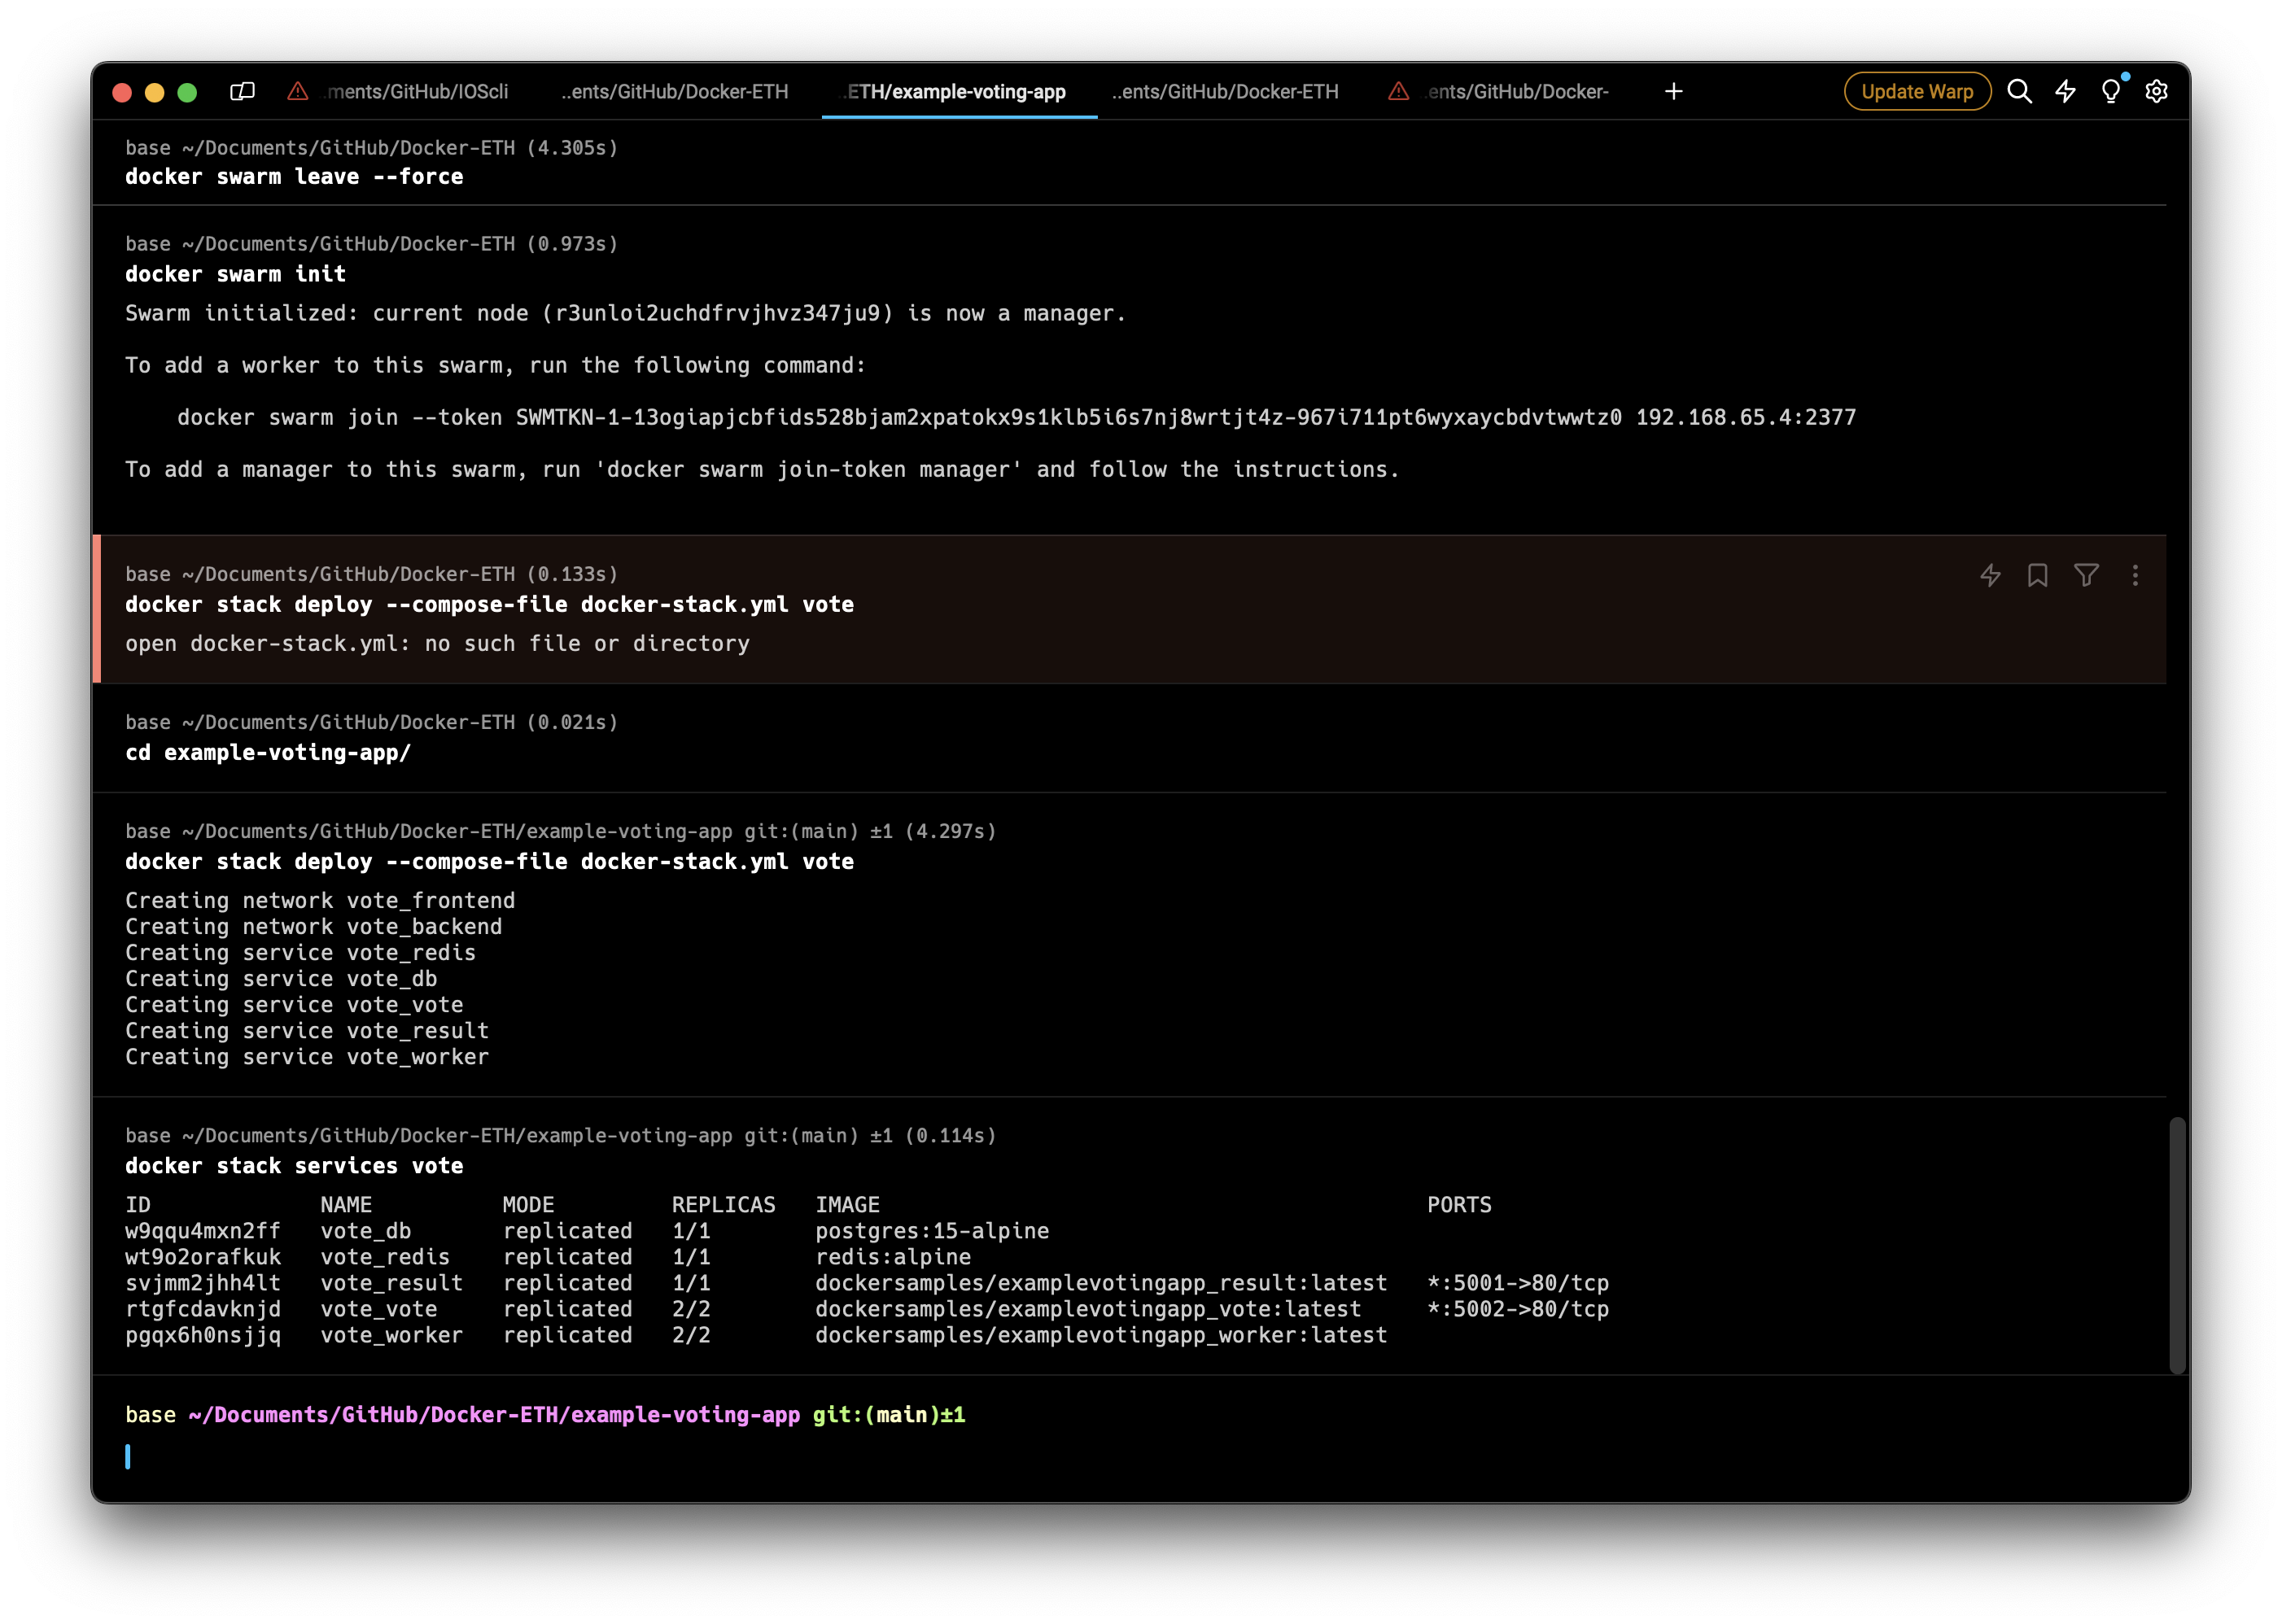 ments/GitHub/IOScli ..ents/GitHub/Docker-ETH ..ETH/example-voting-app ..ents/GitHub/Docker-ETH ents/GitHub/Docker- + Update Warp
base ~/Documents/GitHub/Docker-ETH (4.305s)
docker swarm leave --force
base ~/Documents/GitHub/Docker-ETH (0.973s)
docker swarm init
Swarm initialized: current node (r3unloi2uchdfrvjhvz347ju9) is now a manager.
To add a worker to this swarm, run the following command:
docker swarm join --token SWMTKN-1-13ogiapjcbfids528bjam2xpatokx9s1klb5i6s7nj8wrtjt4z-967i711pt6wyxaycbdvtwwtz0 192.168.65.4:2377
To add a manager to this swarm, run 'docker swarm join-token manager' and follow the instructions.
base ~/Documents/GitHub/Docker-ETH (0.133s)
docker stack deploy --compose-file docker-stack.yml vote
open docker-stack.yml: no such file or directory
base ~/Documents/GitHub/Docker-ETH (0.021s)
cd example-voting-app/
base ~/Documents/GitHub/Docker-ETH/example-voting-app git:(main) ±1 (4.297s)
docker stack deploy --compose-file docker-stack.yml vote
Creating network vote_frontend
Creating network vote_backend
Creating service vote_redis
Creating service vote_db
Creating service vote_vote
Creating service vote_result
Creating service vote_worker
base ~/Documents/GitHub/Docker-ETH/example-voting-app git:(main) ±1 (0.114s)
docker stack services vote
ID NAME MODE REPLICAS IMAGE PORTS
w9qqu4mxn2ff vote_db replicated 1/1 postgres:15-alpine
wt9o2orafkuk vote_redis replicated 1/1 redis:alpine
svjmm2jhh4lt vote_result replicated 1/1 dockersamples/examplevotingapp_result:latest *:5001->80/tcp
rtgfcdavknjd vote_vote replicated 2/2 dockersamples/examplevotingapp_vote:latest *:5002->80/tcp
pgqx6h0nsjjq vote_worker replicated 2/2 dockersamples/examplevotingapp_worker:latest
base ~/Documents/GitHub/Docker-ETH/example-voting-app git:(main)±1